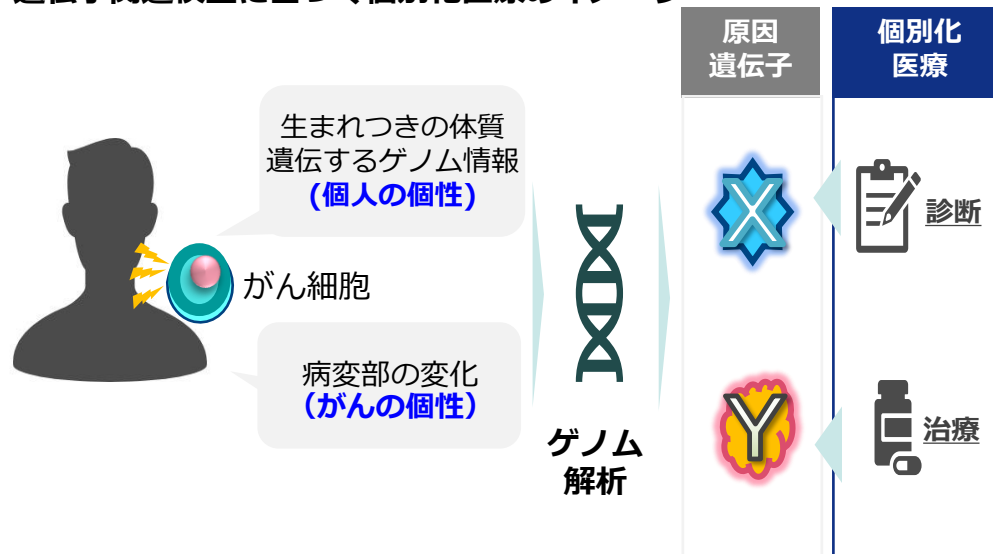 原因
遺伝子
個別化
医療
生まれつきの体質
遺伝するゲノム情報
(個人の個性)
がん細胞
病変部の変化
(がんの個性)
ゲノム
解析
X
診断
Y
治療